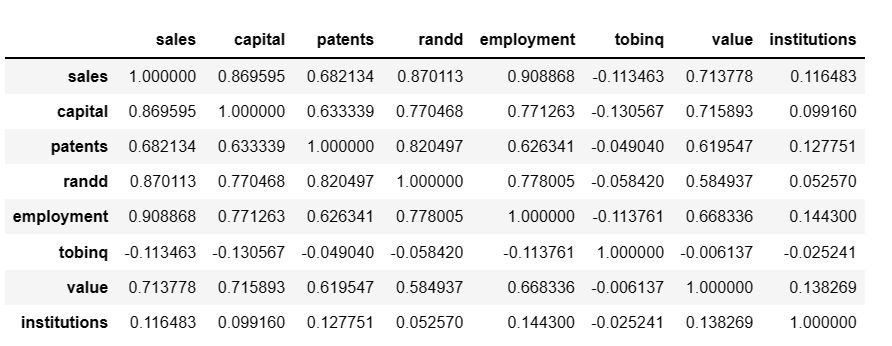 sales capital patents randd employment tobinq value institutions
sales 1.000000 0.869595 0.682134 0.870113 0.908868 -0.113463 0.713778 0.116483
capital 0.869595 1.000000 0.633339 0.770468 0.771263 -0.130567 0.715893 0.099160
patents 0.682134 0.633339 1.000000 0.820497 0.626341 -0.049040 0.619547 0.127751
randd 0.870113 0.770468 0.820497 1.000000 0.778005 -0.058420 0.584937 0.052570
employment 0.908868 0.771263 0.626341 0.778005 1.000000 -0.113761 0.668336 0.144300
tobinq -0.113463 -0.130567 -0.049040 -0.058420 -0.113761 1.000000 -0.006137 -0.025241
value 0.713778 0.715893 0.619547 0.584937 0.668336 -0.006137 1.000000 0.138269
institutions 0.116483 0.099160 0.127751 0.052570 0.144300 -0.025241 0.138269 1.000000